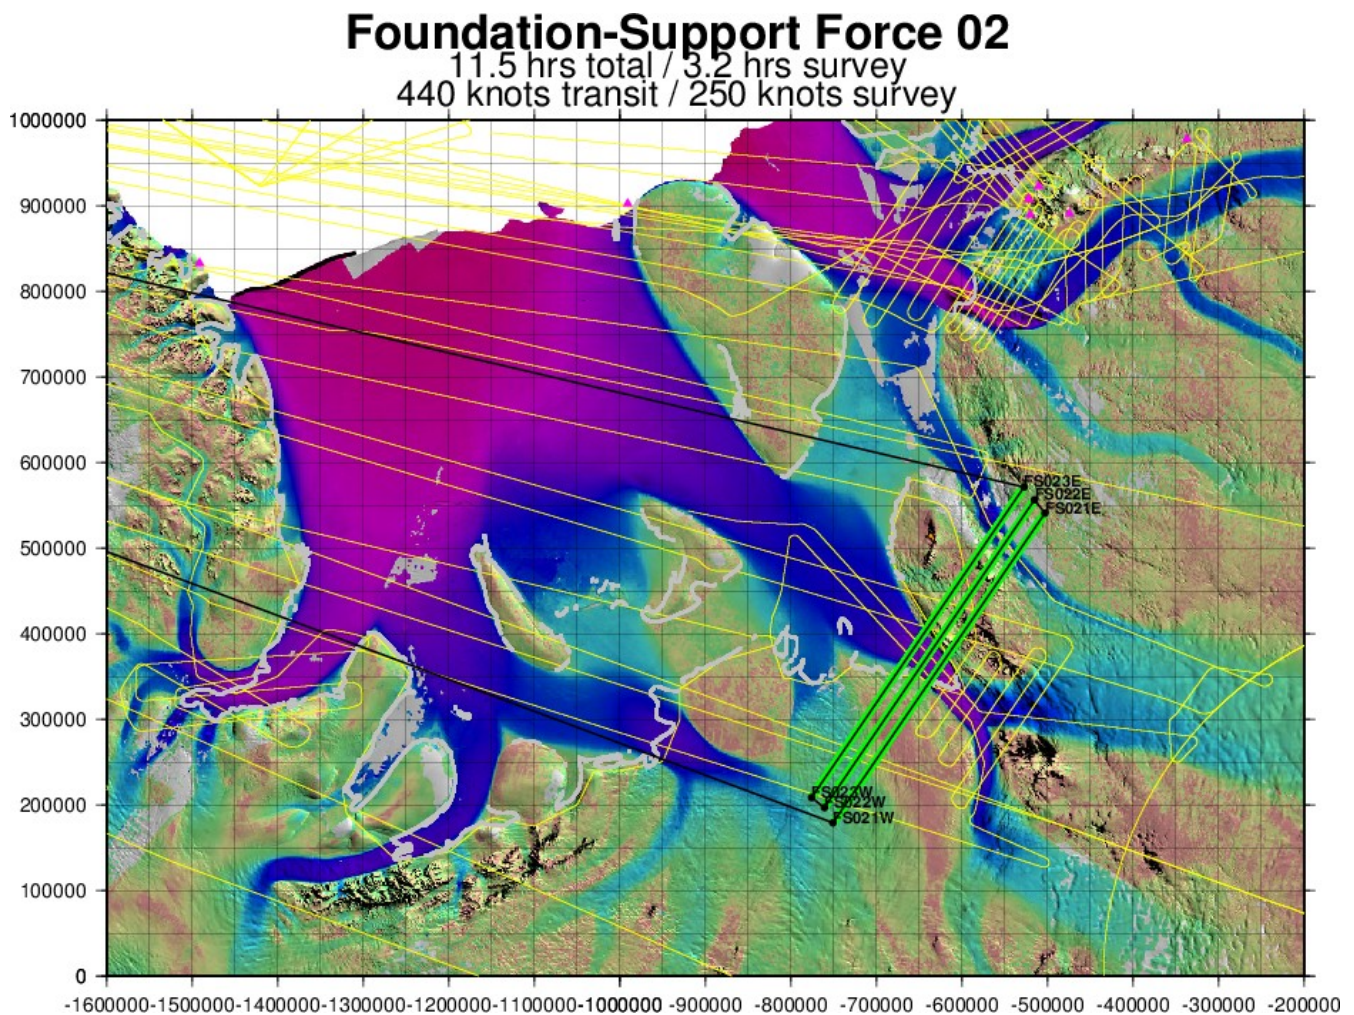 Foundation-Support Force 02
11.5 hrs total / 3.2 hrs survey
440 knots transit / 250 knots survey
1000000
900000
800000
700000
600000
500000
400000
300000
200000
100000
0
FS023E
FS022E
FS021E
FS023W
FS022W
FS021W
-1600000 -1500000 -1400000 -1300000 -1200000 -1100000 -1000000 -900000 -800000 -700000 -600000 -500000 -400000 -300000 -200000